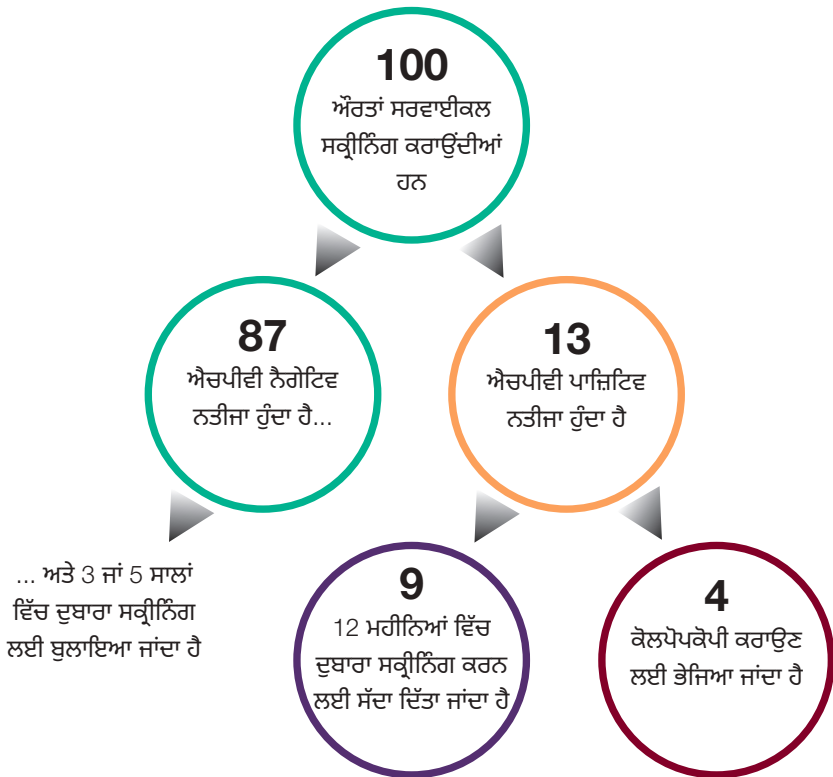 100
ਔਰਤਾਂ ਸਰਵਾਈਕਲ
ਸਕ੍ਰੀਨਿੰਗ ਕਰਾਉਂਦੀਆਂ
ਹਨ
87
ਐਚਪੀਵੀ ਨੈਗੇਟਿਵ
ਨਤੀਜਾ ਹੁੰਦਾ ਹੈ...
13
ਐਚਪੀਵੀ ਪਾਜ਼ਿਟਿਵ
ਨਤੀਜਾ ਹੁੰਦਾ ਹੈ
... ਅਤੇ 3 ਜਾਂ 5 ਸਾਲਾਂ
ਵਿੱਚ ਦੁਬਾਰਾ ਸਕ੍ਰੀਨਿੰਗ
ਲਈ ਬੁਲਾਇਆ ਜਾਂਦਾ ਹੈ
9
12 ਮਹੀਨਿਆਂ ਵਿੱਚ
ਦੁਬਾਰਾ ਸਕ੍ਰੀਨਿੰਗ ਕਰਨ
ਲਈ ਸੱਦਾ ਦਿੱਤਾ ਜਾਂਦਾ ਹੈ
4
ਕੋਲਪੋਪਕੋਪੀ ਕਰਾਉਣ
ਲਈ ਭੇਜਿਆ ਜਾਂਦਾ ਹੈ